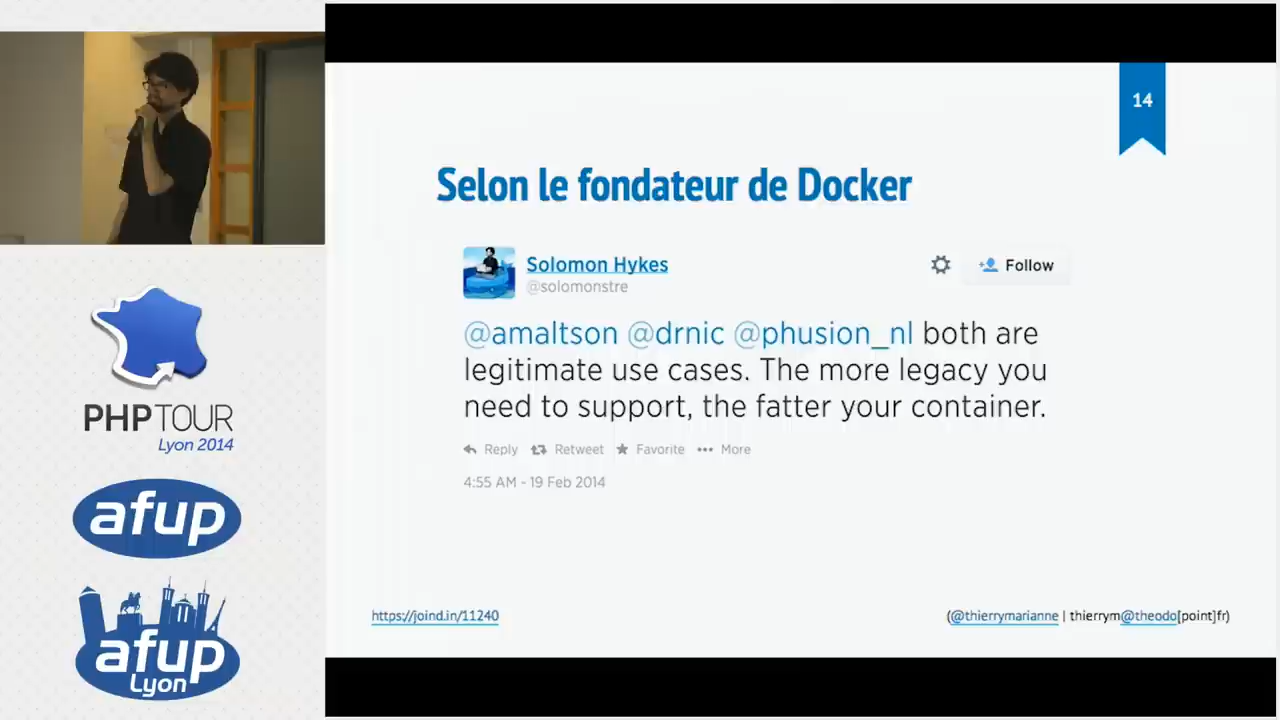 14
Selon le fondateur de Docker
Solomon Hykes
@solomonstre
Follow
@amaltson @drnic @phusion_nl both are
legitimate use cases. The more legacy you
need to support, the fatter your container.
Reply Retweet Favorite More
4:55 AM - 19 Feb 2014
https://joind.in/11240
(@thierrymarianne | thierrym@theodo[point]fr)
PHPTOUR
Lyon 2014
afup
afup
Lyon